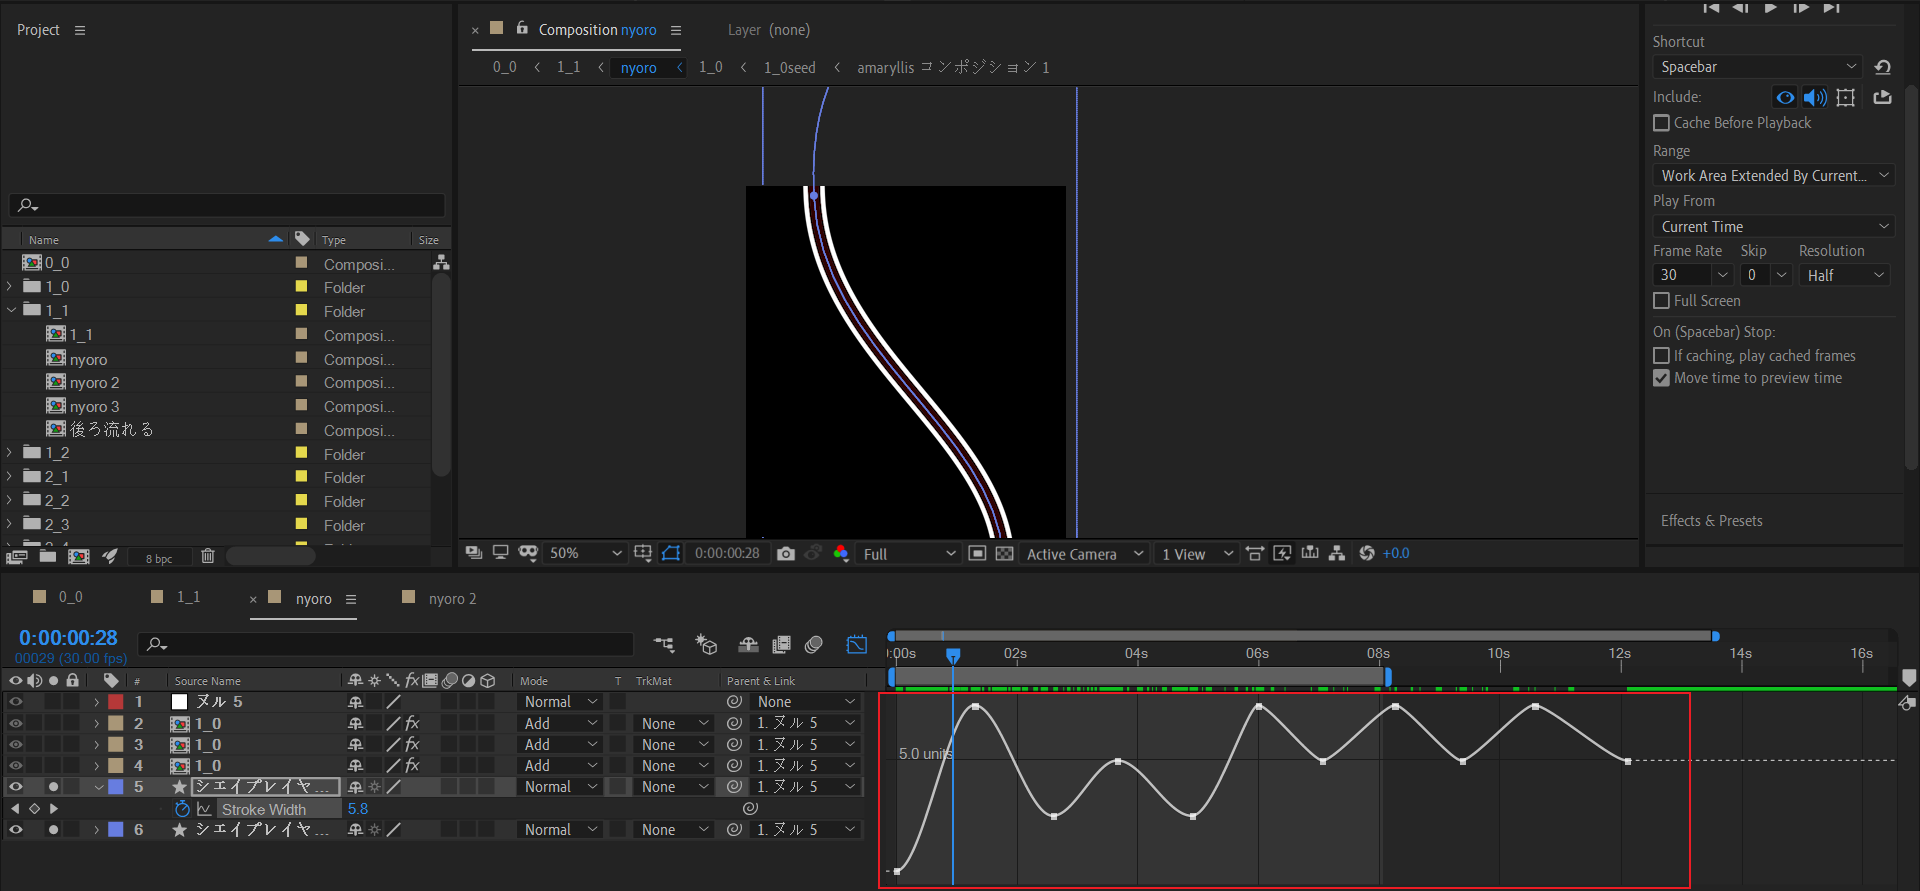 Project
Name
Type
Size
0_0
Composi...
1_0
Folder
1_1
Folder
1_1
Composi...
nyoro
Composi...
nyoro 2
Composi...
nyoro 3
Composi...
後ろ流れる
Composi...
1_2
Folder
2_1
Folder
2_2
Folder
2_3
Folder
8 bpc
× Composition nyoro
Layer (none)
0_0 < 1_1 < nyoro < 1_0 < 1_0seed < amaryllis コンポジション 1
50%
0:00:00:28
Full
Active Camera
1 View
+0.0
Shortcut
Spacebar
Include:
Cache Before Playback
Range
Work Area Extended By Current...
Play From
Current Time
Frame Rate Skip Resolution
30 0 Half
Full Screen
On (Spacebar) Stop:
If caching, play cached frames
Move time to preview time
Effects & Presets
0_0 1_1 × nyoro nyoro 2
0:00:00:28
00029 (30.00 fps)
# Source Name fx Mode T TrkMat Parent & Link
1 ヌル 5 Normal None
2 1_0 fx Add None 1. ヌル 5
3 1_0 fx Add None 1. ヌル 5
4 1_0 fx Add None 1. ヌル 5
5 シェイプレイヤ... Normal None 1. ヌル 5
Stroke Width 5.8
6 シェイプレイヤ... Normal None 1. ヌル 5
:00s 02s 04s 06s 08s 10s 12s 14s 16s
5.0 units